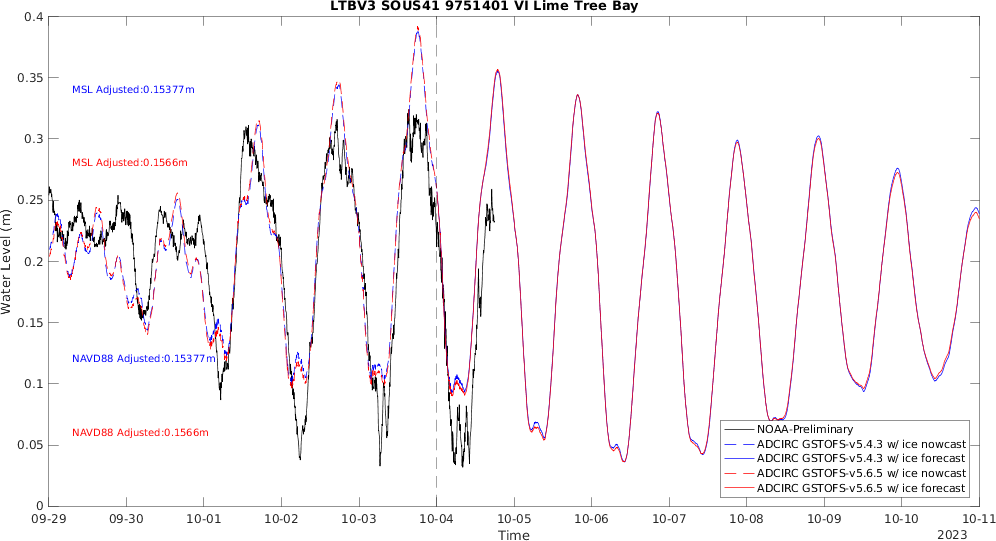 LTBV3 SOUS41 9751401 VI Lime Tree Bay
0.4
0.35
0.3
0.25
0.2
0.15
0.1
0.05
0
Water Level (m)
MSL Adjusted:0.15377m
MSL Adjusted:0.1566m
NAVD88 Adjusted:0.15377m
NAVD88 Adjusted:0.1566m
NOAA-Preliminary
ADCIRC GSTOFS-v5.4.3 w/ ice nowcast
ADCIRC GSTOFS-v5.4.3 w/ ice forecast
ADCIRC GSTOFS-v5.6.5 w/ ice nowcast
ADCIRC GSTOFS-v5.6.5 w/ ice forecast
09-29 09-30 10-01 10-02 10-03 10-04 10-05 10-06 10-07 10-08 10-09 10-10 10-11
Time
2023